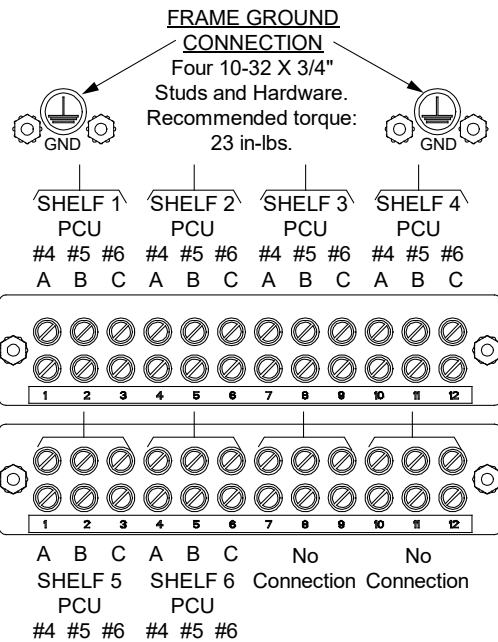 FRAME GROUND
CONNECTION
Four 10-32 X 3/4"
Studs and Hardware.
Recommended torque:
23 in-lbs.
GND GND
SHELF 1 SHELF 2 SHELF 3 SHELF 4
PCU PCU PCU PCU
#4 #5 #6 #4 #5 #6 #4 #5 #6 #4 #5 #6
A B C A B C A B C A B C
1 2 3 4 5 6 7 8 9 10 11 12
1 2 3 4 5 6 7 8 9 10 11 12
A B C A B C No No
SHELF 5 SHELF 6 Connection Connection
PCU PCU
#4 #5 #6 #4 #5 #6